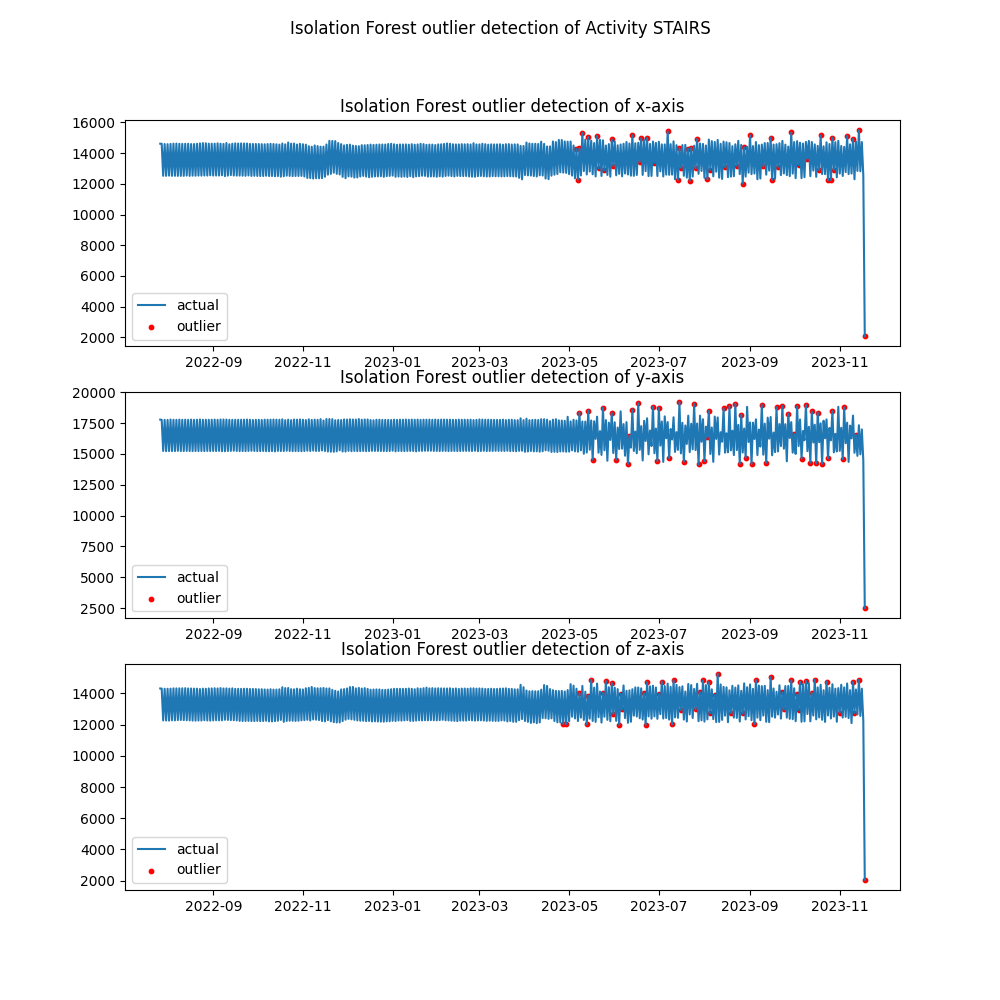 Isolation Forest outlier detection of Activity STAIRS
Isolation Forest outlier detection of x-axis
16000
14000
12000
10000
8000
6000
4000
2000
actual
outlier
2022-09 2022-11 2023-01 2023-03 2023-05 2023-07 2023-09 2023-11
Isolation Forest outlier detection of y-axis
20000
17500
15000
12500
10000
7500
5000
2500
actual
outlier
2022-09 2022-11 2023-01 2023-03 2023-05 2023-07 2023-09 2023-11
Isolation Forest outlier detection of z-axis
14000
12000
10000
8000
6000
4000
2000
actual
outlier
2022-09 2022-11 2023-01 2023-03 2023-05 2023-07 2023-09 2023-11